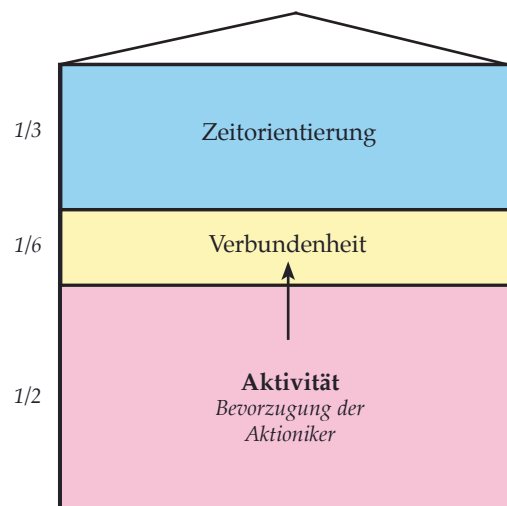 1/3
Zeitorientierung
1/6
Verbundenheit
1/2
Aktivität
Bevorzugung der
Aktioniker